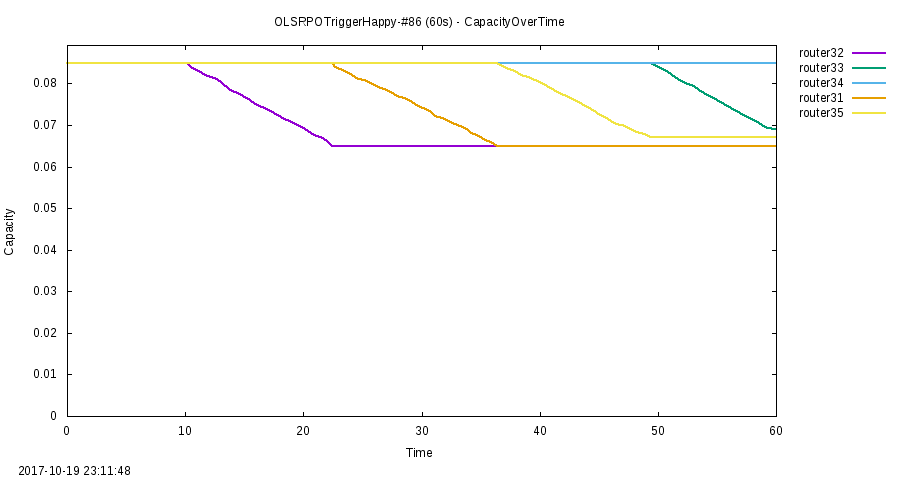 OLSRPOTriggerHappy-#86 (60s) - CapacityOverTime
router32
router33
router34
router31
router35
0.08
0.07
0.06
0.05
0.04
0.03
0.02
0.01
0
Capacity
0 10 20 30 40 50 60
Time
2017-10-19 23:11:48